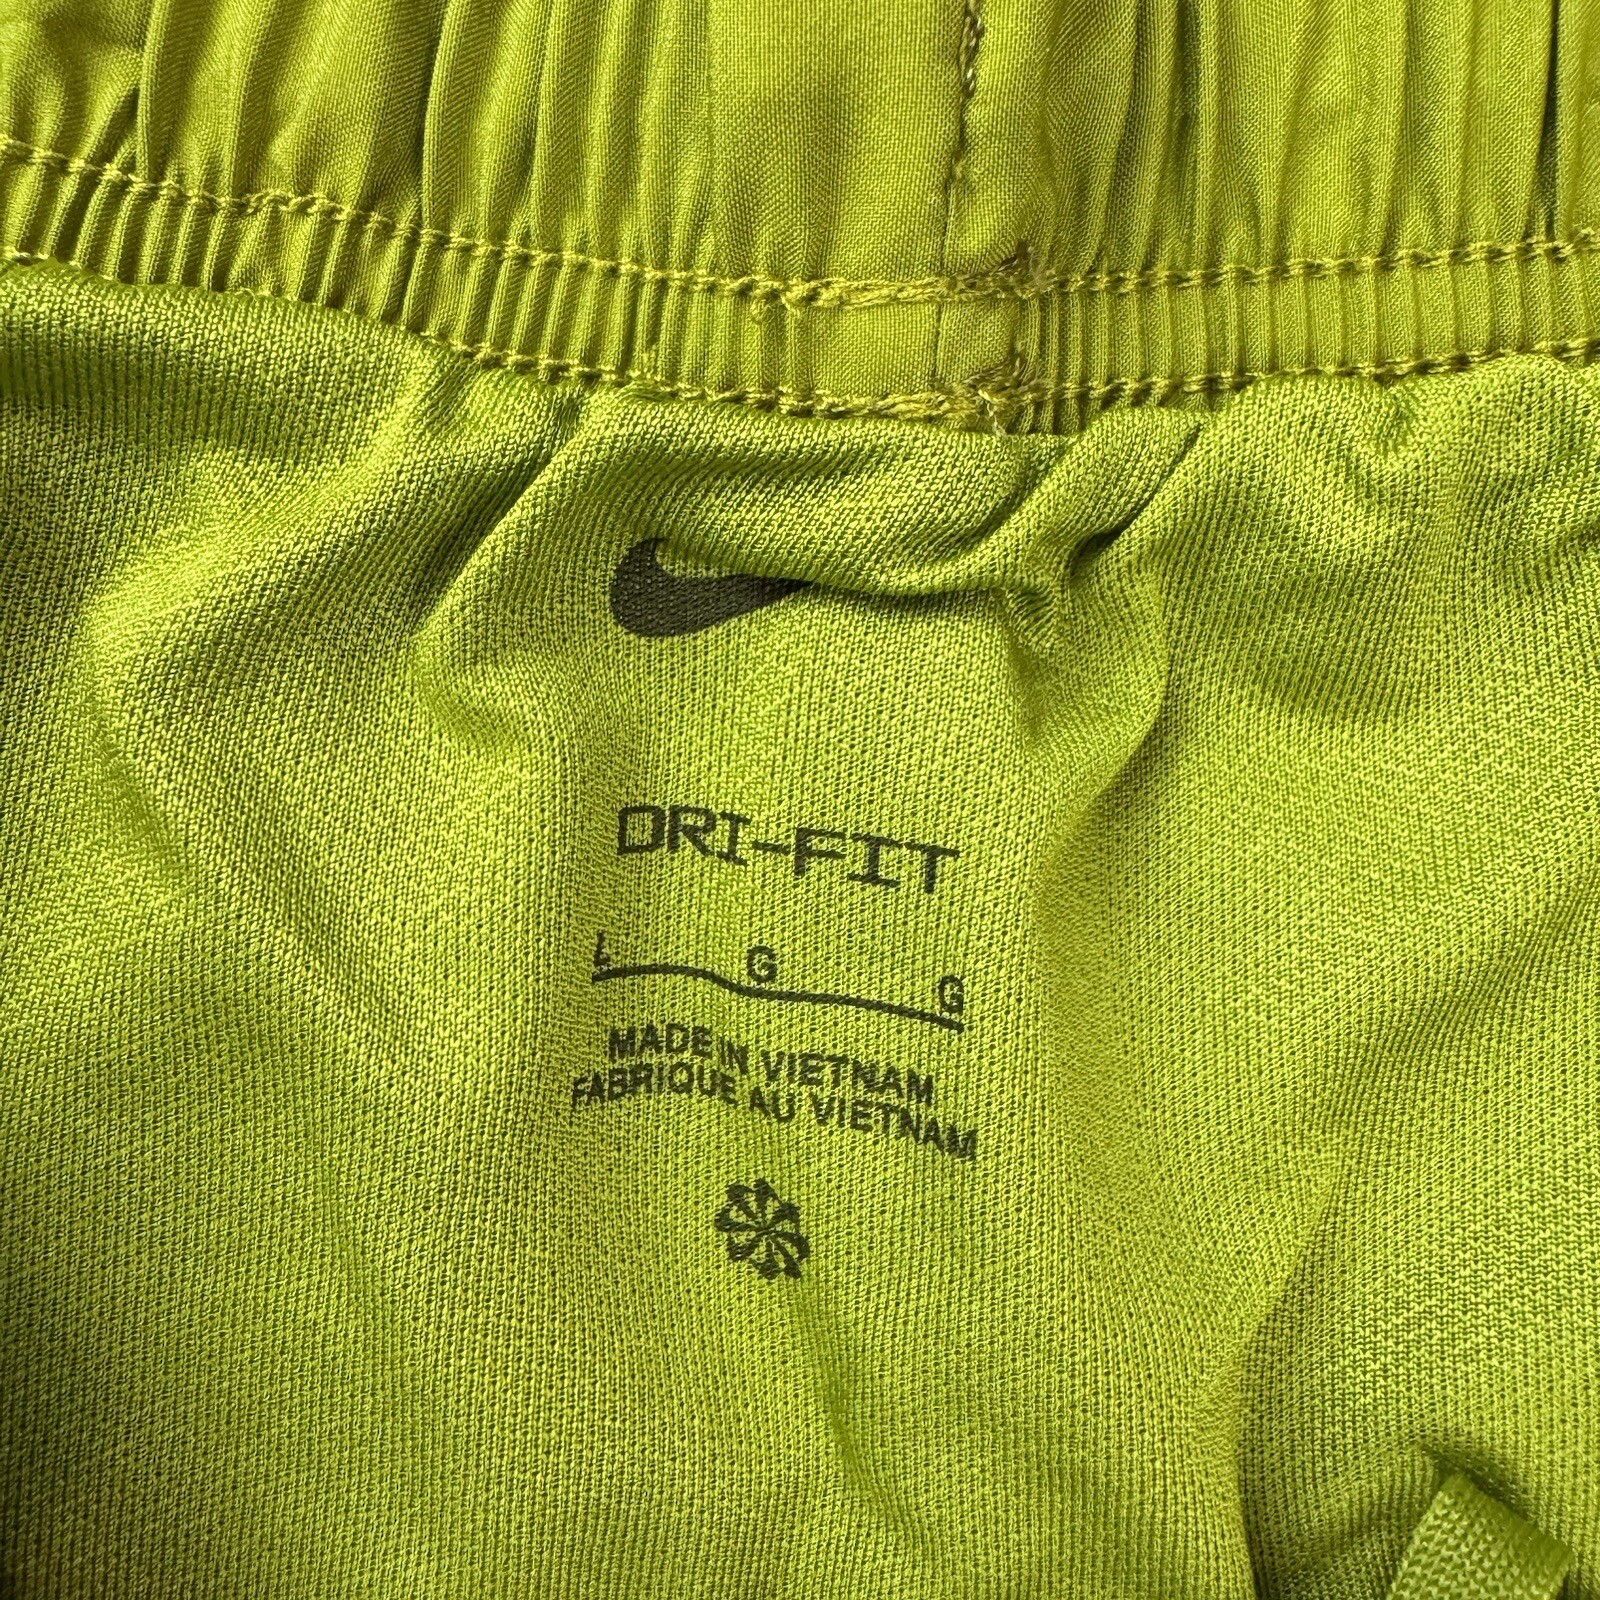 DRI-FIT
L G G
MADE IN VIETNAM
FABRIQUE AU VIETNAM